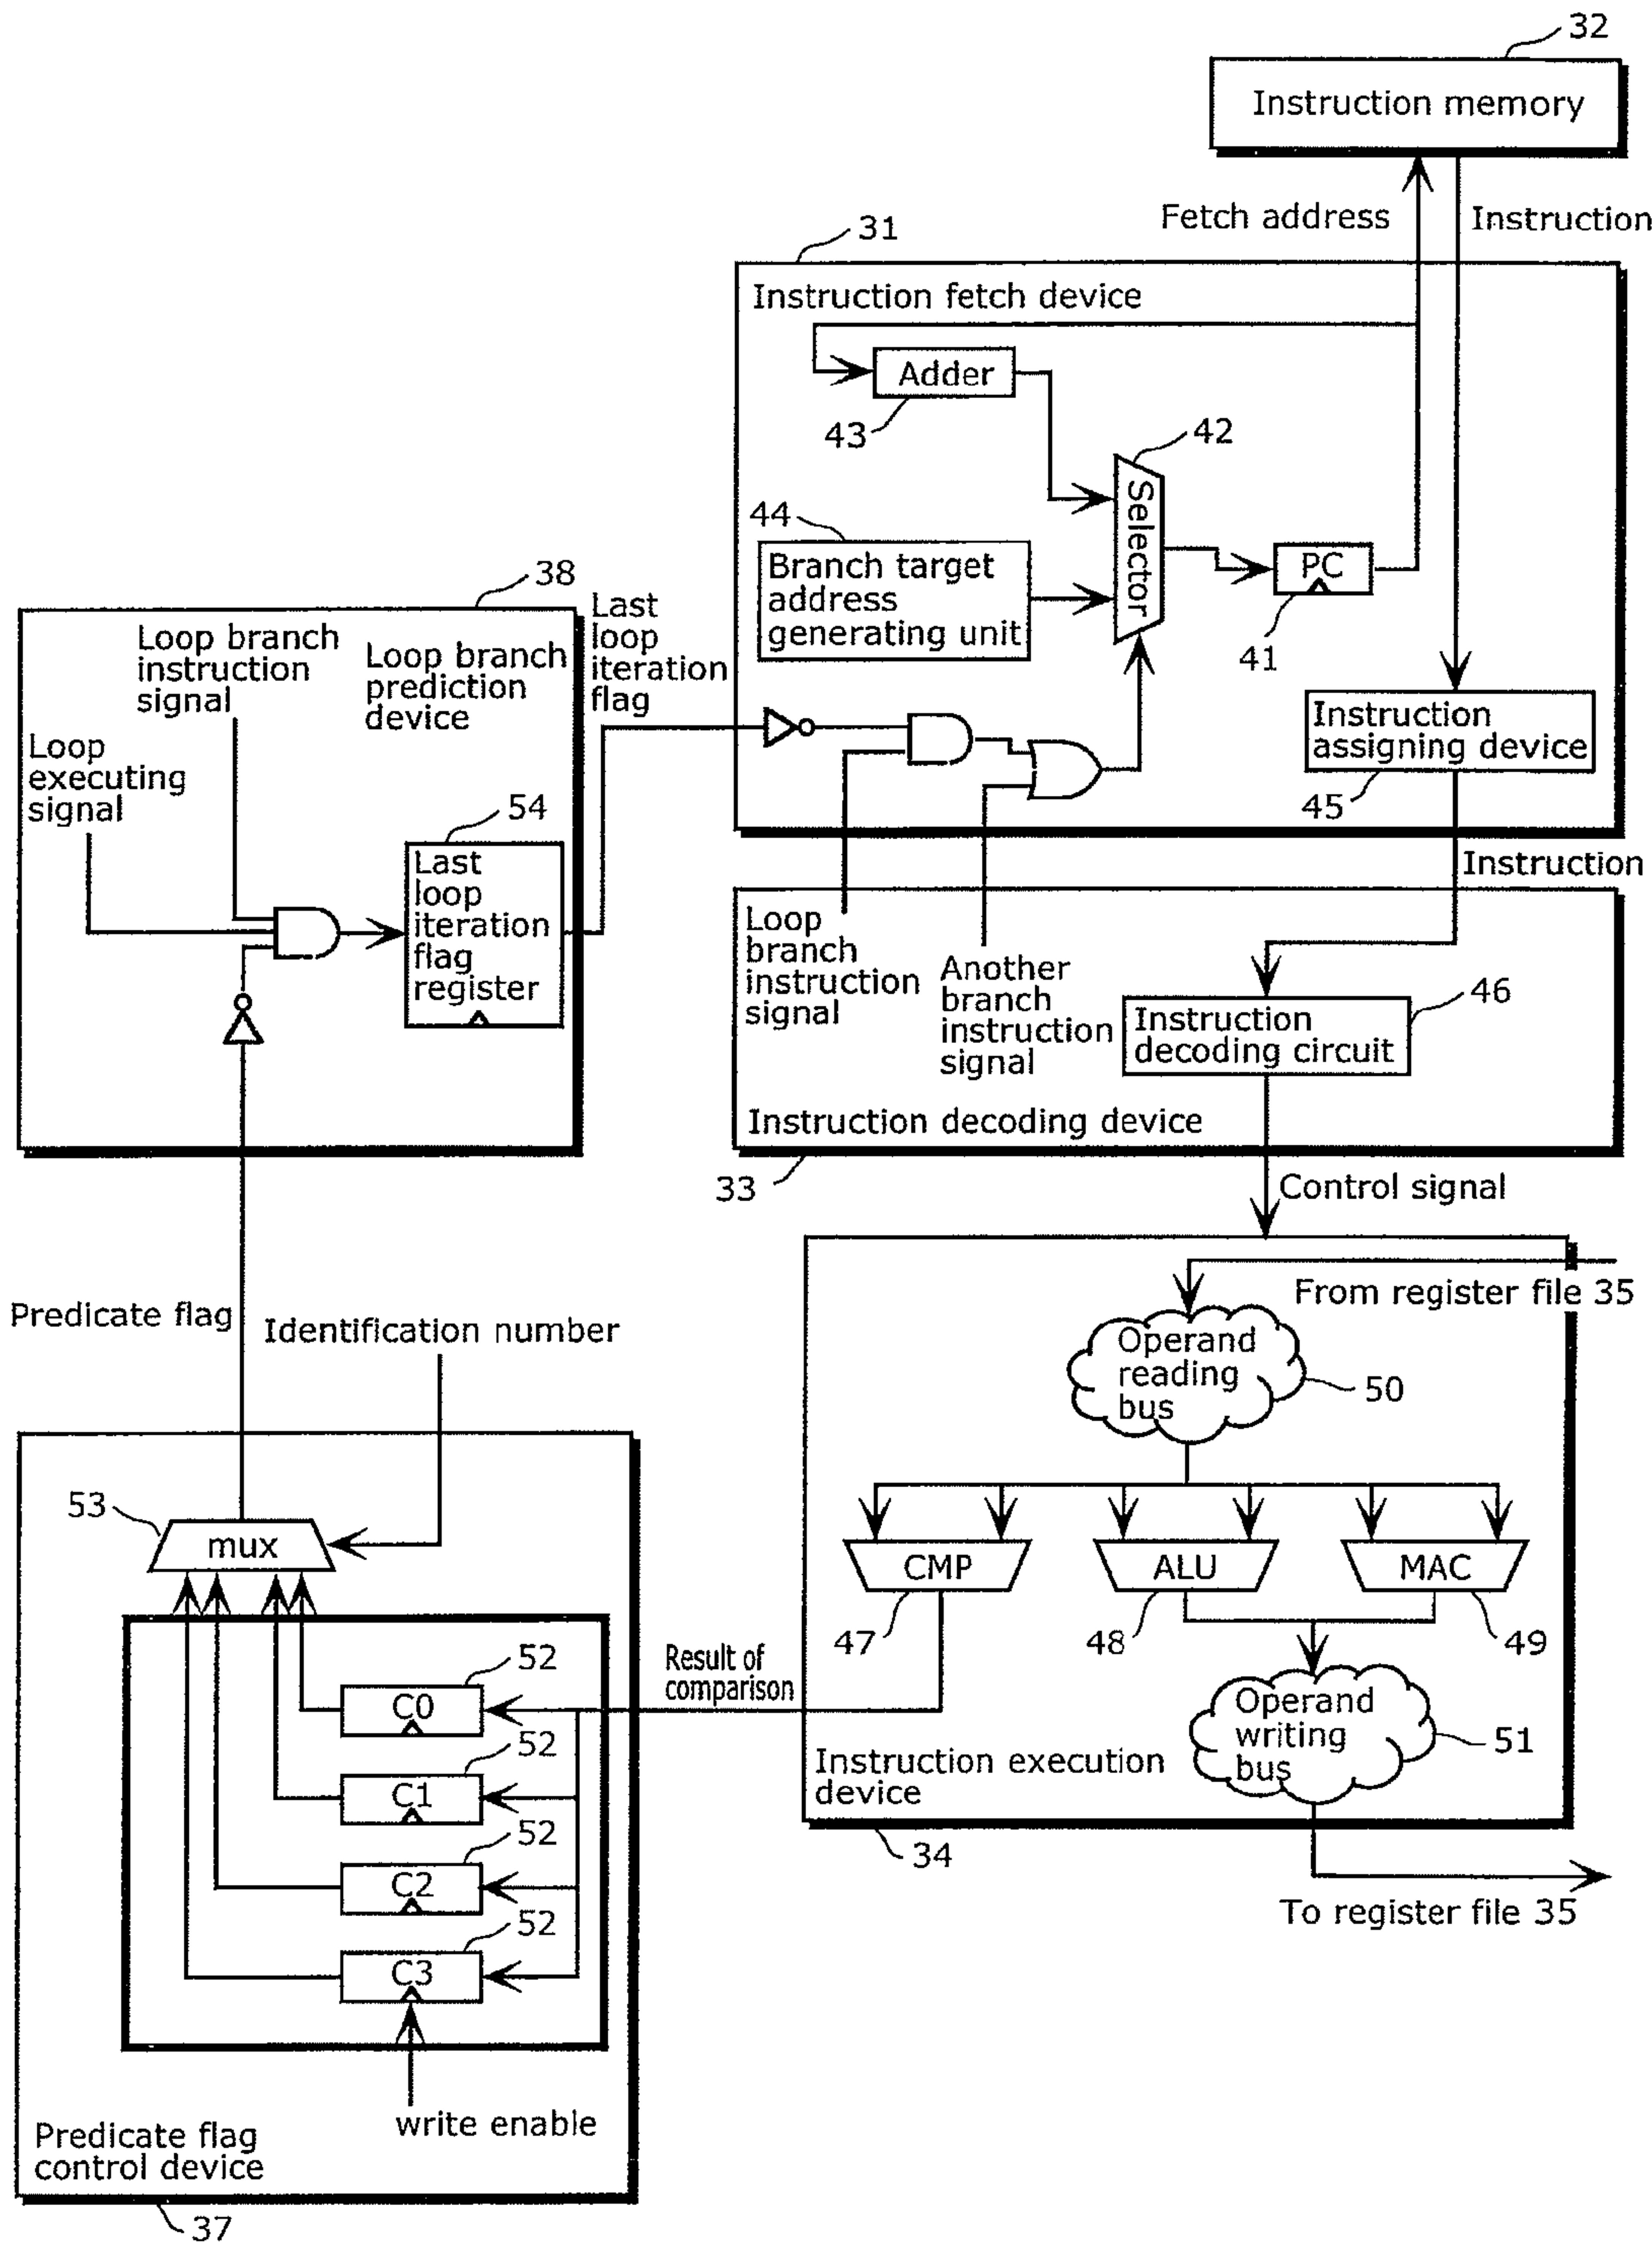 32
Instruction memory
Fetch address
Instruction
31
Instruction fetch device
Adder
43
42
Selector
44
Branch target
address
generating unit
PC
41
Instruction
assigning device
45
38
Loop branch
instruction
signal
Loop branch
prediction
device
Last
loop
iteration
flag
Loop
executing
signal
54
Last
loop
iteration
flag
register
Instruction
Loop
branch
instruction
signal
Another
branch
instruction
signal
46
Instruction
decoding circuit
Instruction decoding device
33
Control signal
From register file 35
Operand
reading
bus
50
Predicate flag
Identification number
53
mux
CMP
ALU
MAC
47
48
49
52
C0
52
C1
52
C2
52
C3
Result of
comparison
Operand
writing
bus
51
Instruction execution
device
34
To register file 35
write enable
Predicate flag
control device
37